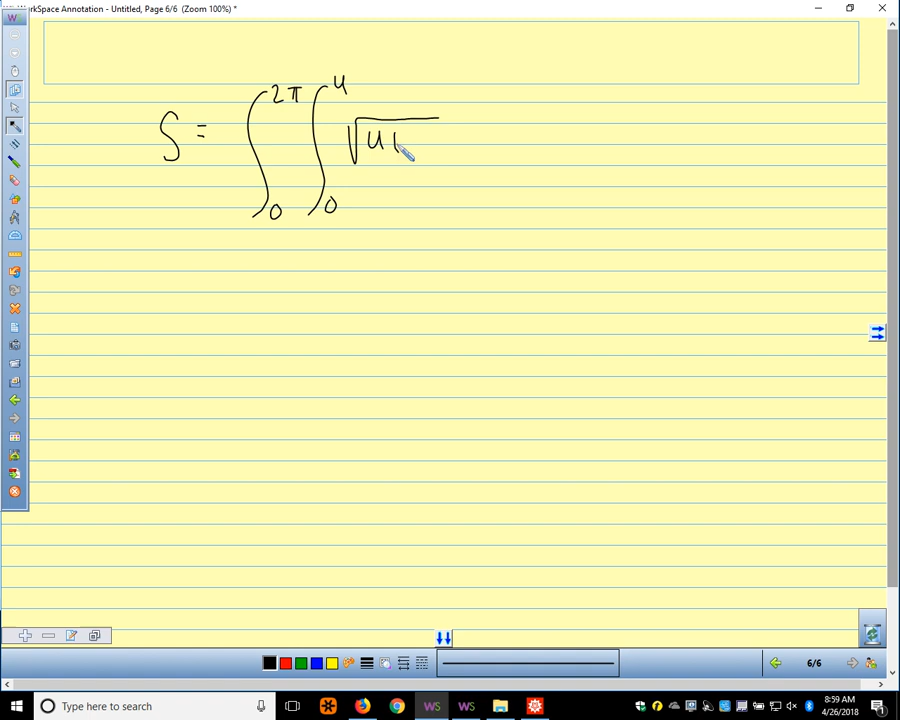 WorkSpace Annotation - Untitled, Page 6/6 (Zoom 100%) *
2π 4
S = ∫ ∫ √4
0 0
6/6
Type here to search
8:59 AM
4/26/2018